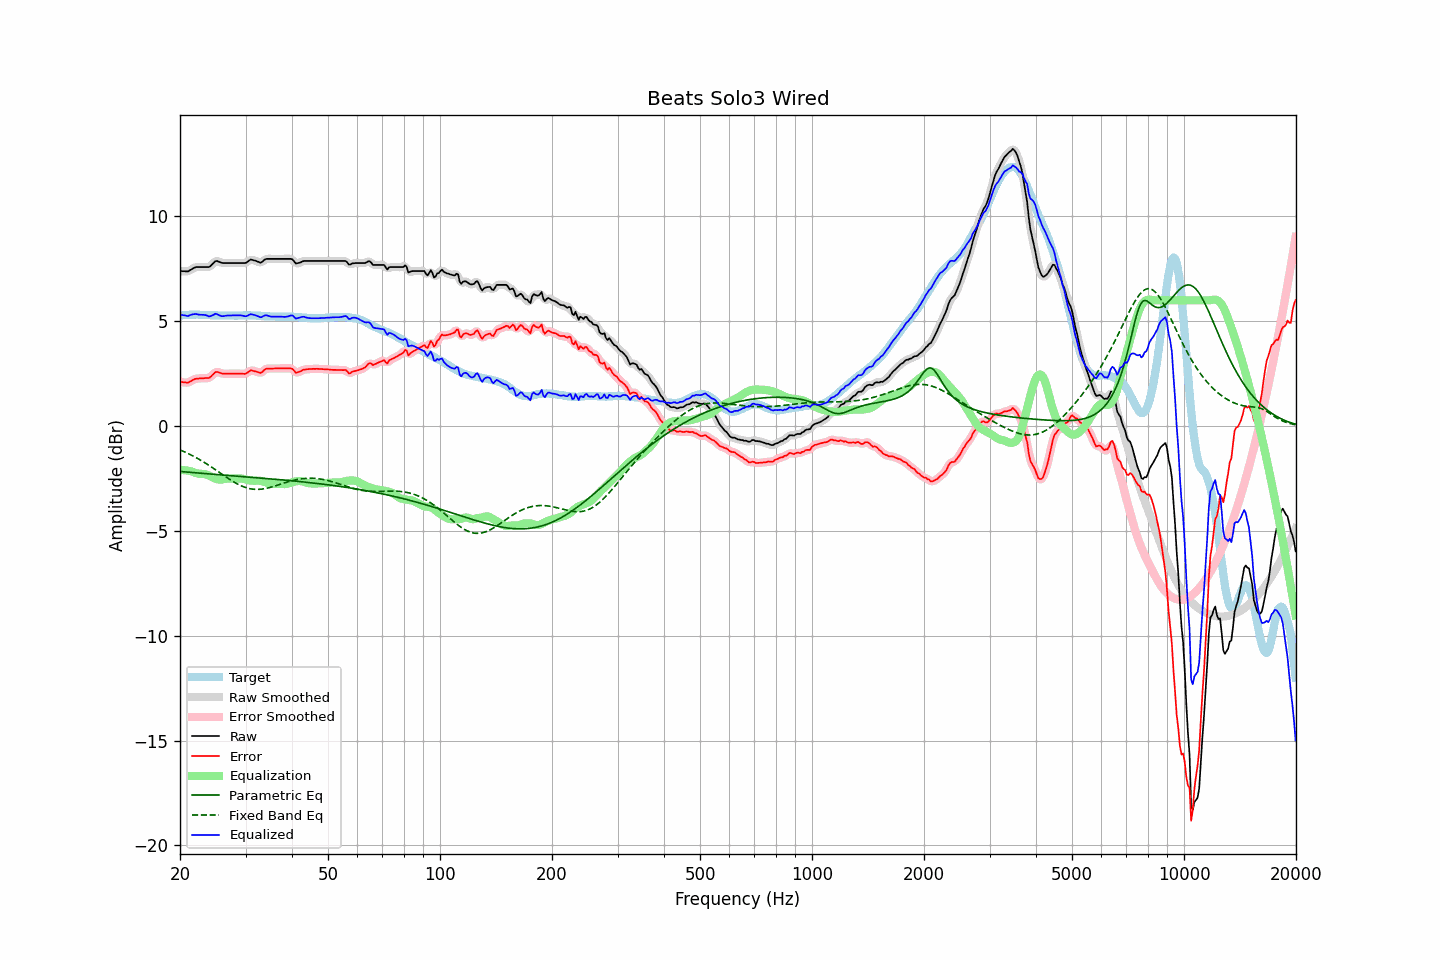 Beats Solo3 Wired
Amplitude (dBr)
10
5
0
−5
−10
−15
−20
Target
Raw Smoothed
Error Smoothed
Raw
Error
Equalization
Parametric Eq
Fixed Band Eq
Equalized
20 50 100 200 500 1000 2000 5000 10000 20000
Frequency (Hz)